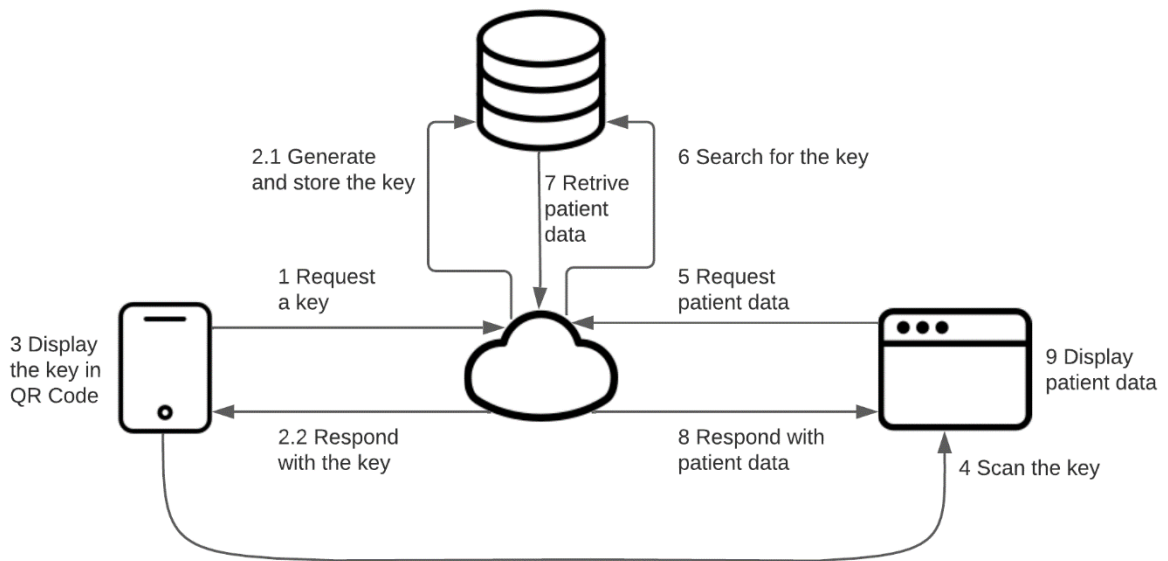 2.1 Generate
and store the key
6 Search for the key
7 Retrive
patient
data
1 Request
a key
5 Request
patient data
3 Display
the key in
QR Code
9 Display
patient data
2.2 Respond
with the key
8 Respond with
patient data
4 Scan the key